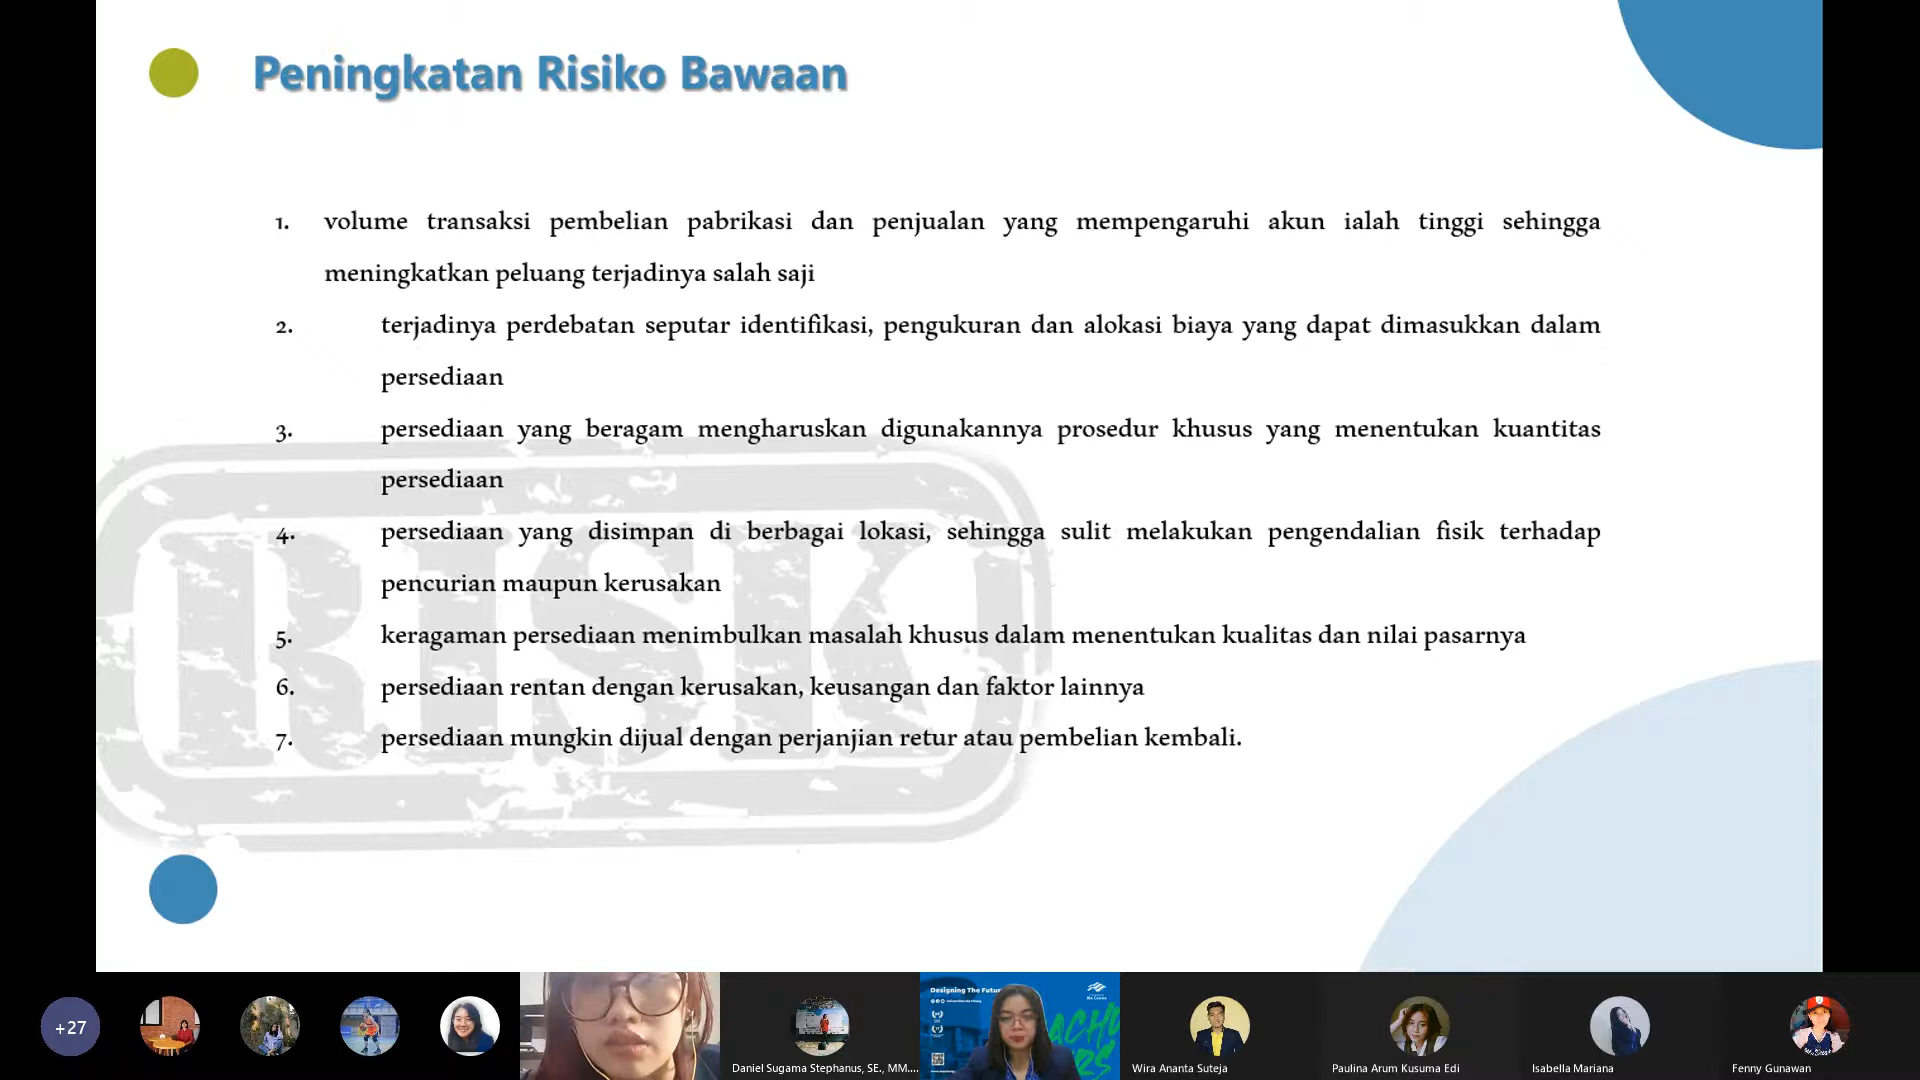 Peningkatan Risiko Bawaan
1. volume transaksi pembelian pabrikasi dan penjualan yang mempengaruhi akun ialah tinggi sehingga
meningkatkan peluang terjadinya salah saji
2. terjadinya perdebatan seputar identifikasi, pengukuran dan alokasi biaya yang dapat dimasukkan dalam
persediaan
3. persediaan yang beragam mengharuskan digunakannya prosedur khusus yang menentukan kuantitas
persediaan
4. persediaan yang disimpan di berbagai lokasi, sehingga sulit melakukan pengendalian fisik terhadap
pencurian maupun kerusakan
5. keragaman persediaan menimbulkan masalah khusus dalam menentukan kualitas dan nilai pasarnya
6. persediaan rentan dengan kerusakan, keusangan dan faktor lainnya
7. persediaan mungkin dijual dengan perjanjian retur atau pembelian kembali.
RISK
+27
Designing The Futur
Daniel Sugama Stephanus, SE., MM....
Wira Ananta Suteja
Paulina Arum Kusuma Edi
Isabella Mariana
Fenny Gunawan